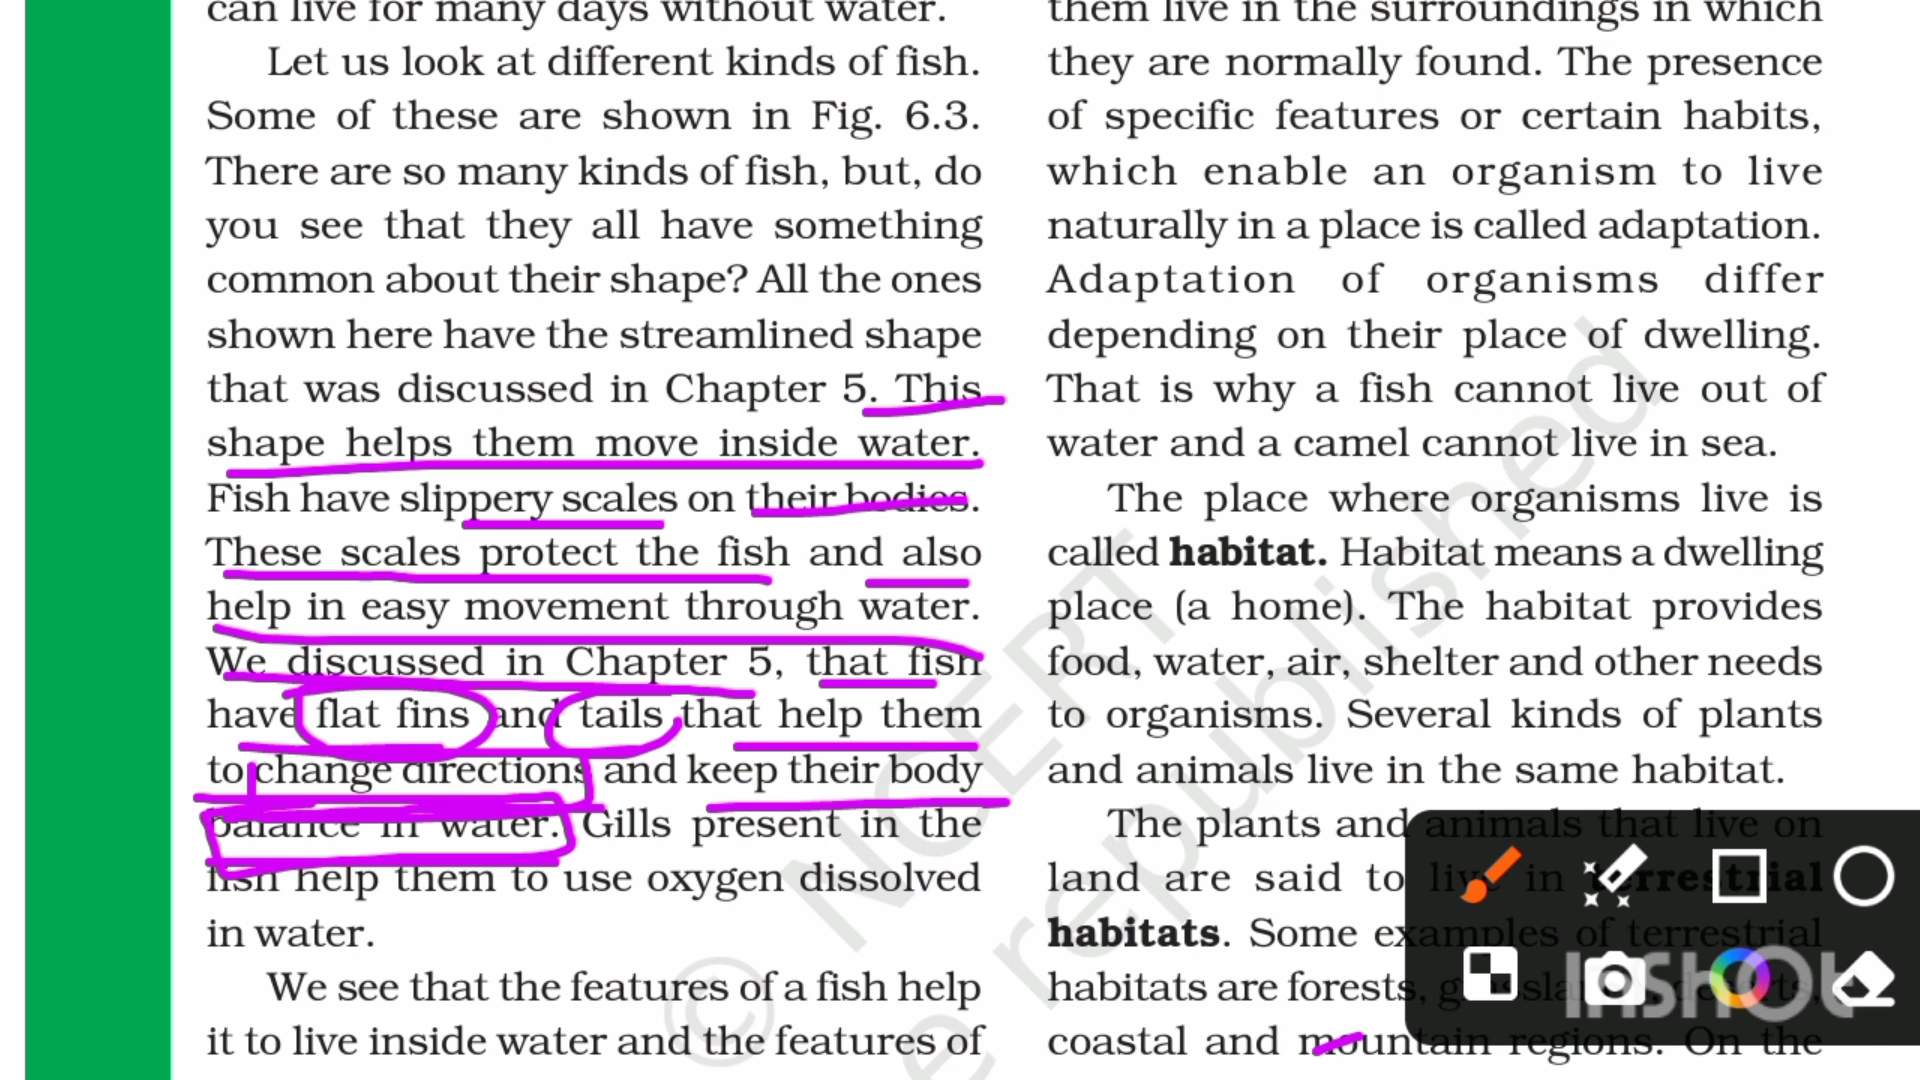 can live for many days without water.
Let us look at different kinds of fish.
Some of these are shown in Fig. 6.3.
There are so many kinds of fish, but, do
you see that they all have something
common about their shape? All the ones
shown here have the streamlined shape
that was discussed in Chapter 5. This
shape helps them move inside water.
Fish have slippery scales on their bodies.
These scales protect the fish and also
help in easy movement through water.
We discussed in Chapter 5, that fish
have flat fins and tails that help them
to change directions and keep their body
balance in water. Gills present in the
fish help them to use oxygen dissolved
in water.
We see that the features of a fish help
it to live inside water and the features of
them live in the surroundings in which
they are normally found. The presence
of specific features or certain habits,
which enable an organism to live
naturally in a place is called adaptation.
Adaptation of organisms differ
depending on their place of dwelling.
That is why a fish cannot live out of
water and a camel cannot live in sea.
The place where organisms live is
called habitat. Habitat means a dwelling
place (a home). The habitat provides
food, water, air, shelter and other needs
to organisms. Several kinds of plants
and animals live in the same habitat.
The plants and animals that live on
land are said to live in terrestrial
habitats. Some examples of terrestrial
habitats are forests,
coastal and mountain regions. On the
© NCERT
republished
InShOt